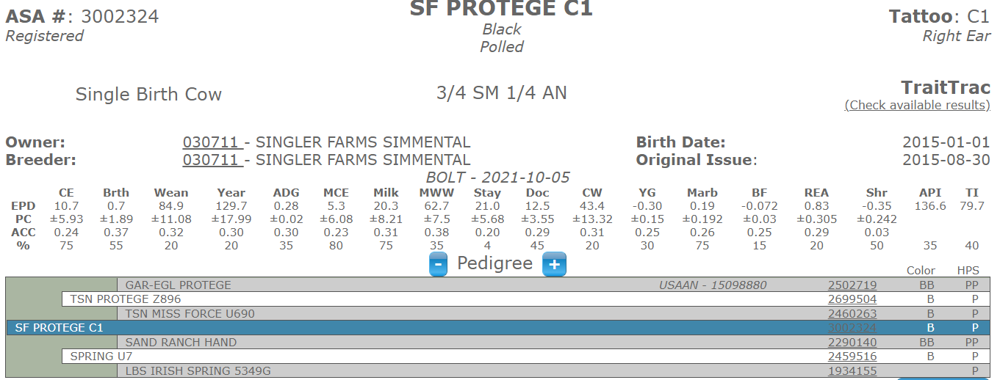 SF PROTEGE C1
ASA #: 3002324 Tattoo: C1
Registered Black Right Ear
Polled
Single Birth Cow 3/4 SM 1/4 AN TraitTrac
(Check available results)
Owner: 030711 - SINGLER FARMS SIMMENTAL Birth Date: 2015-01-01
Breeder: 030711 - SINGLER FARMS SIMMENTAL Original Issue: 2015-08-30
BOLT - 2021-10-05
CE Brth Wean Year ADG MCE Milk MWW Stay Doc CW YG Marb BF REA Shr API TI
EPD 10.7 0.7 84.9 129.7 0.28 5.3 20.3 62.7 21.0 12.5 43.4 -0.30 0.19 -0.072 0.83 -0.35 136.6 79.7
PC ±5.93 ±1.89 ±11.08 ±17.99 ±0.02 ±6.08 ±8.21 ±7.5 ±5.68 ±3.55 ±13.32 ±0.15 ±0.192 ±0.03 ±0.305 ±0.242
ACC 0.24 0.37 0.32 0.30 0.30 0.23 0.31 0.38 0.20 0.29 0.31 0.25 0.26 0.25 0.29 0.03
% 75 55 20 20 35 80 75 35 4 45 20 30 75 15 20 50 35 40
- Pedigree +
Color HPS
GAR-EGL PROTEGE USAAN - 15098880 2502719 BB PP
TSN PROTEGE Z896 2699504 B P
TSN MISS FORCE U690 2460263 B P
SF PROTEGE C1 3002324 B P
SAND RANCH HAND 2290140 BB PP
SPRING U7 2459516 B P
LBS IRISH SPRING 5349G 1934155 P